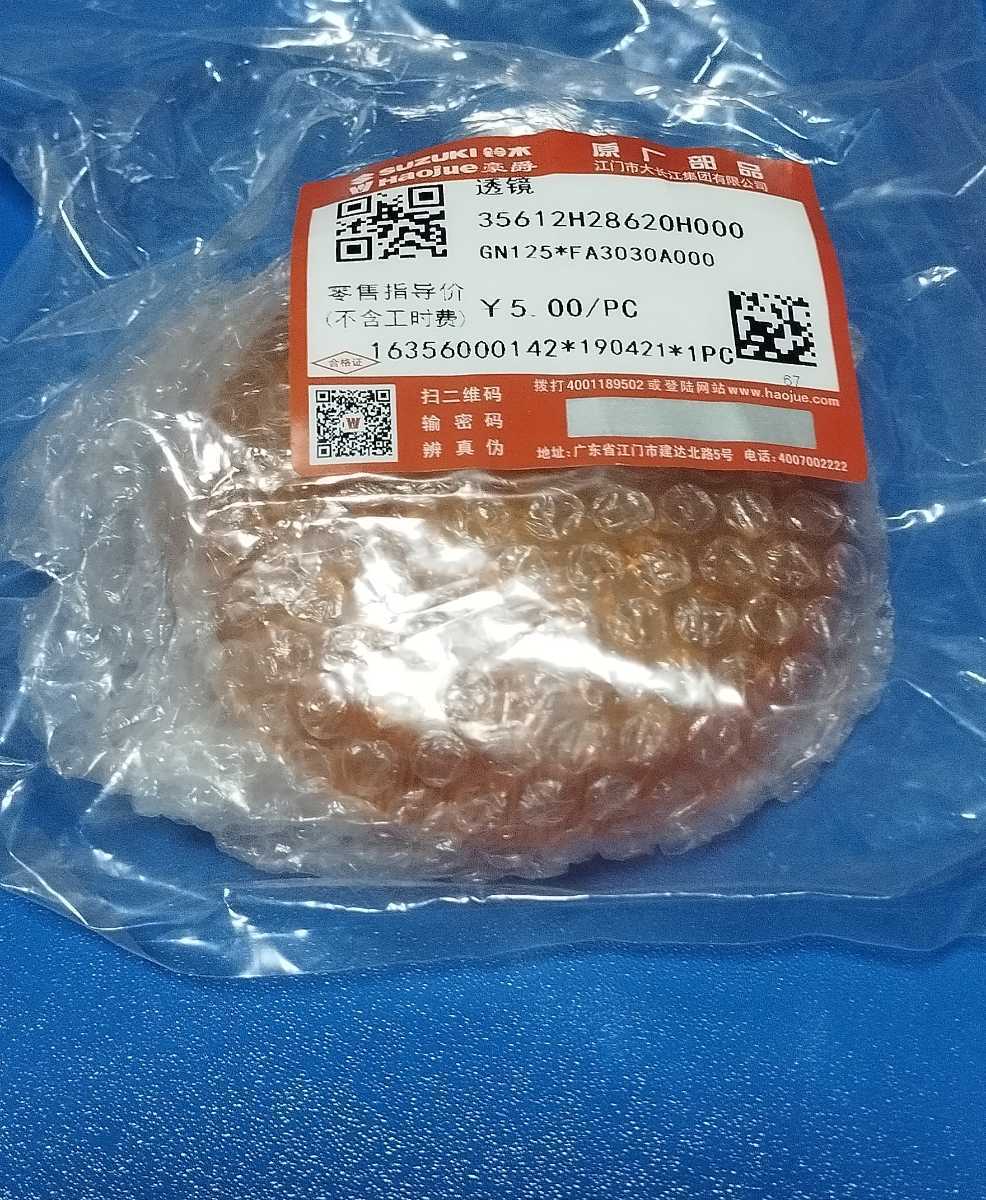 SUZUKI 鈴木
HAOJUE 豪爵
原厂部品
江门市大长江集团有限公司
透镜
35612H28620H000
GN125*FA3030A000
零售指导价
(不含工时费)
¥5.00/PC
合格证
16356000142*190421*1PC
67
拨打4001189502或登陆网站www.haojue.com
扫二维码
输密码
辨真伪
W
地址:广东省江门市建达北路5号 电话:4007002222